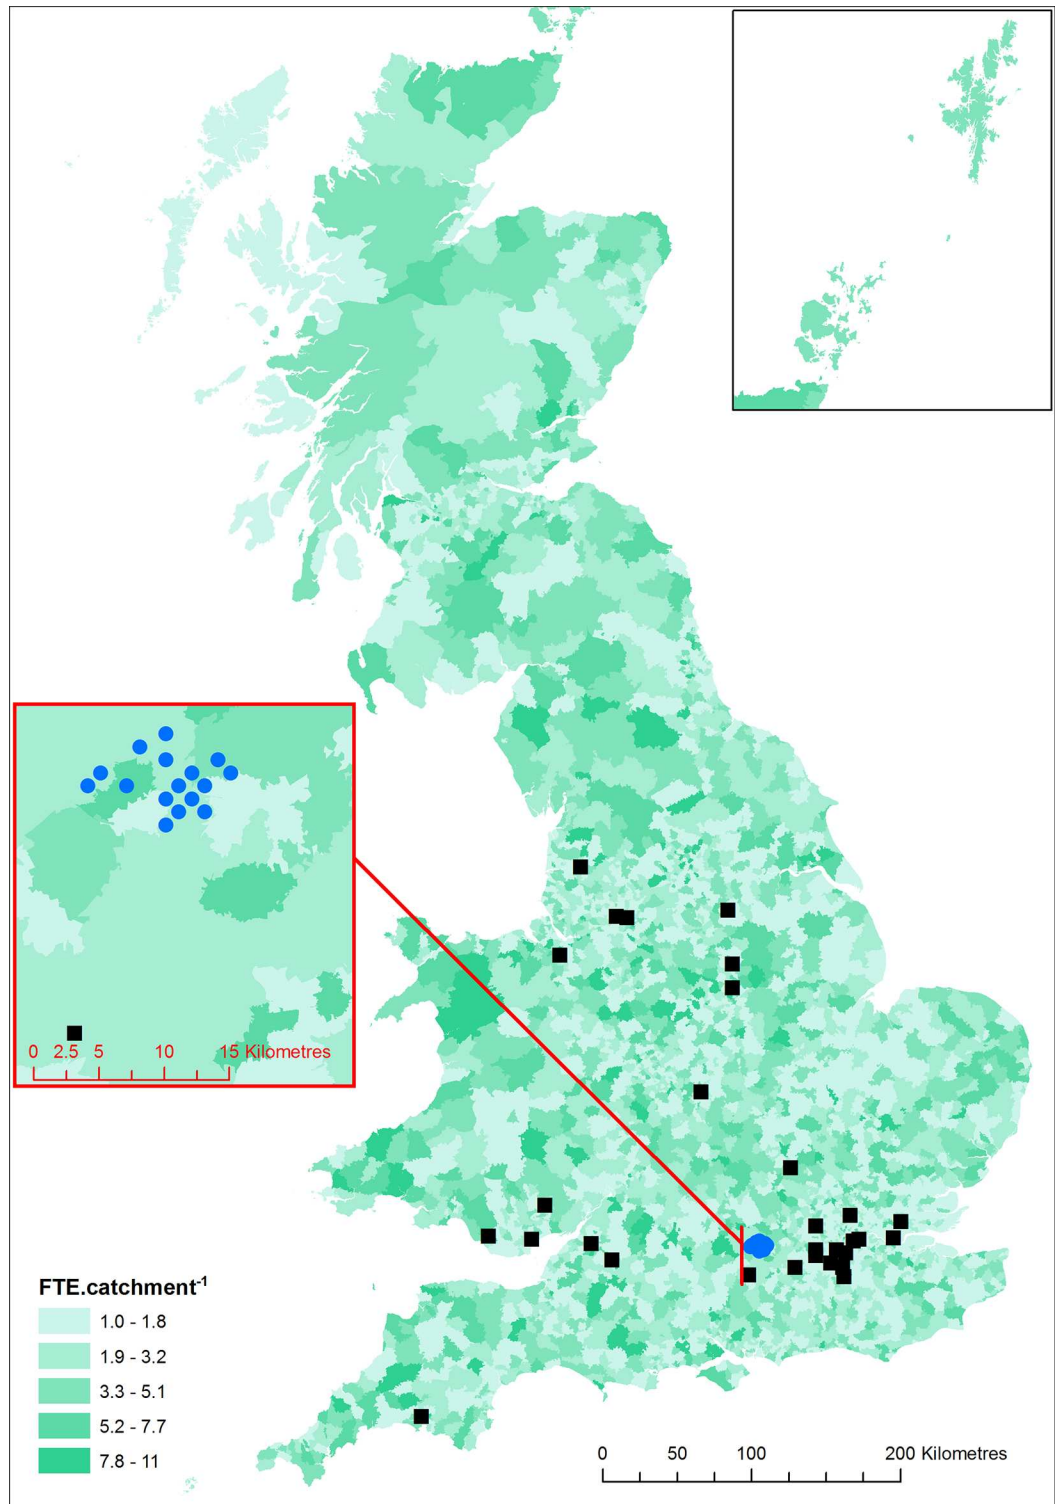 0 2.5 5 10 15 Kilometres
FTE.catchment⁻¹
1.0 - 1.8
1.9 - 3.2
3.3 - 5.1
5.2 - 7.7
7.8 - 11
0 50 100 200 Kilometres